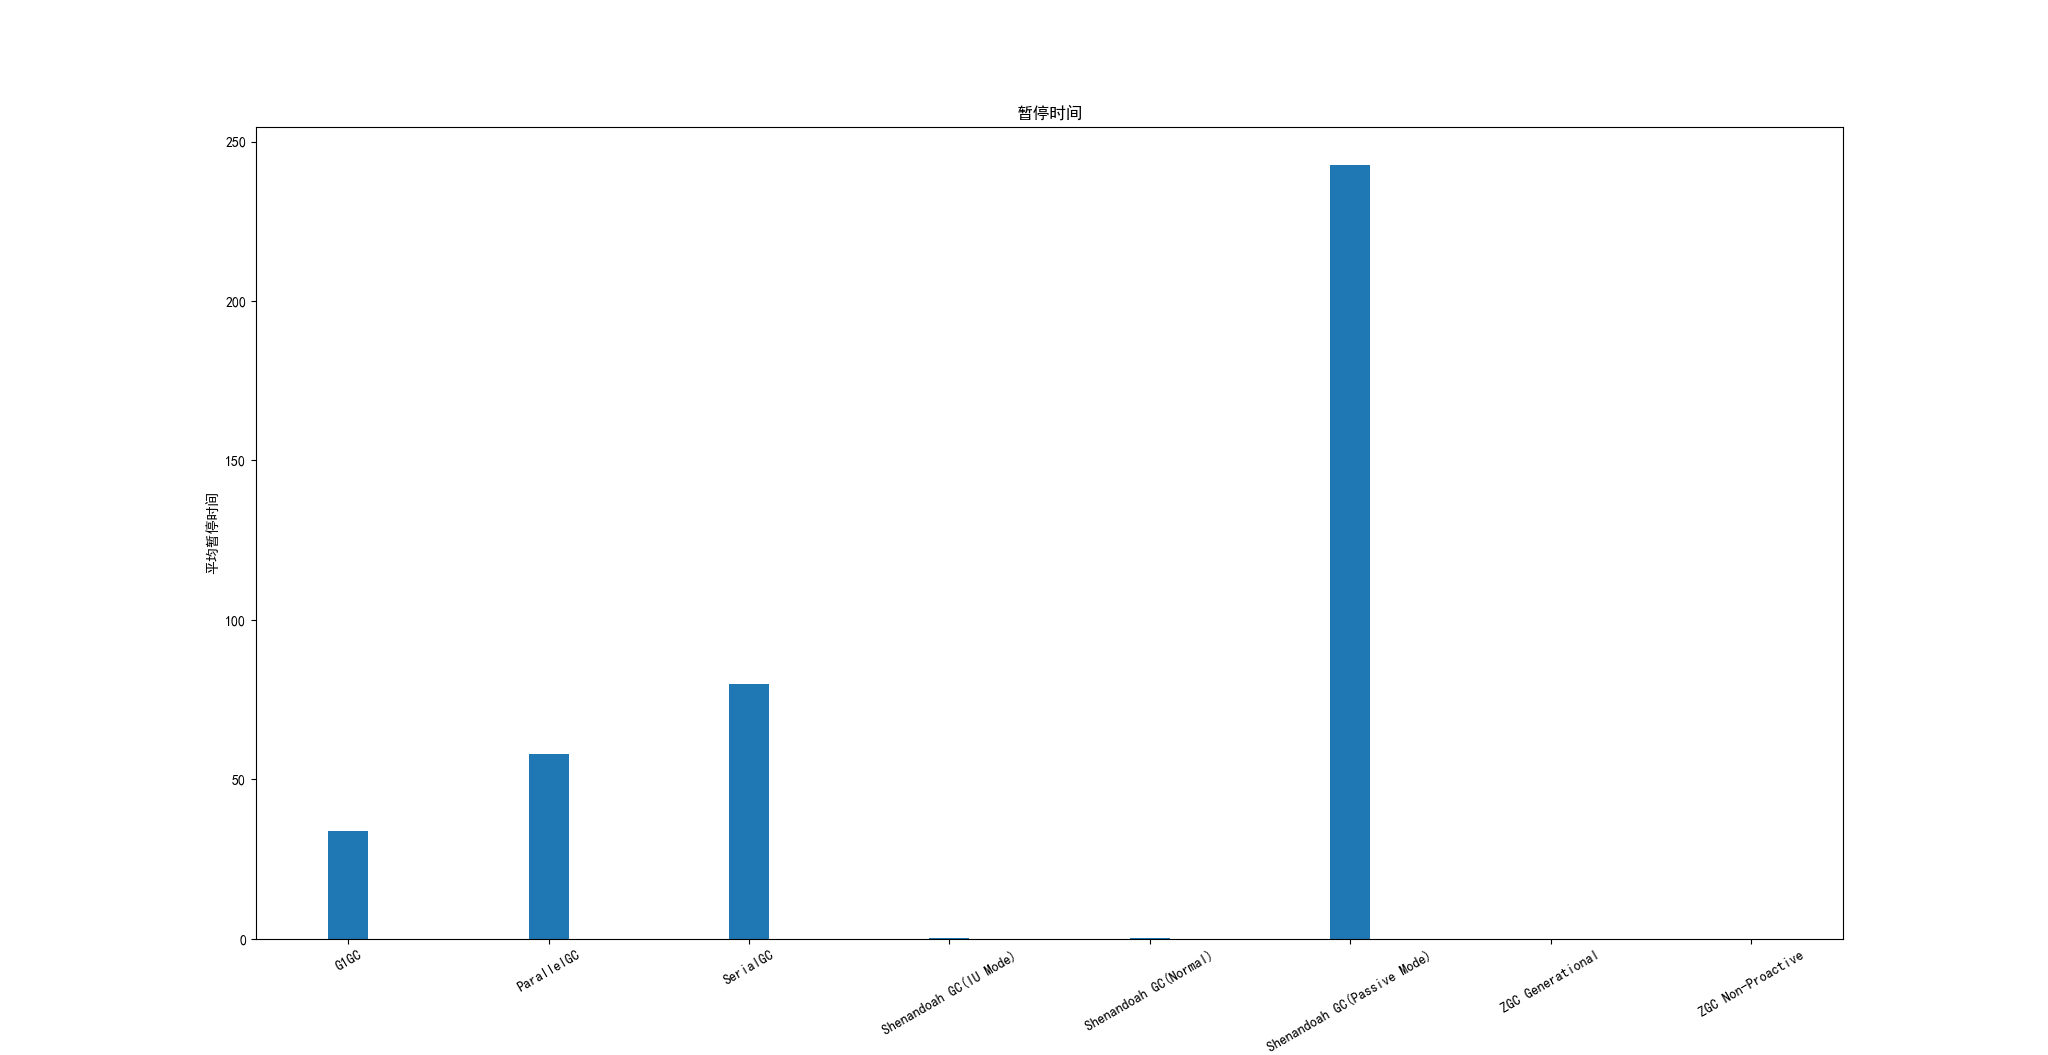 暂停时间
平均暂停时间
250
200
150
100
50
0
G1GC
ParallelGC
SerialGC
Shenandoah GC(IU Mode)
Shenandoah GC(Normal)
Shenandoah GC(Passive Mode)
ZGC Generational
ZGC Non-Proactive